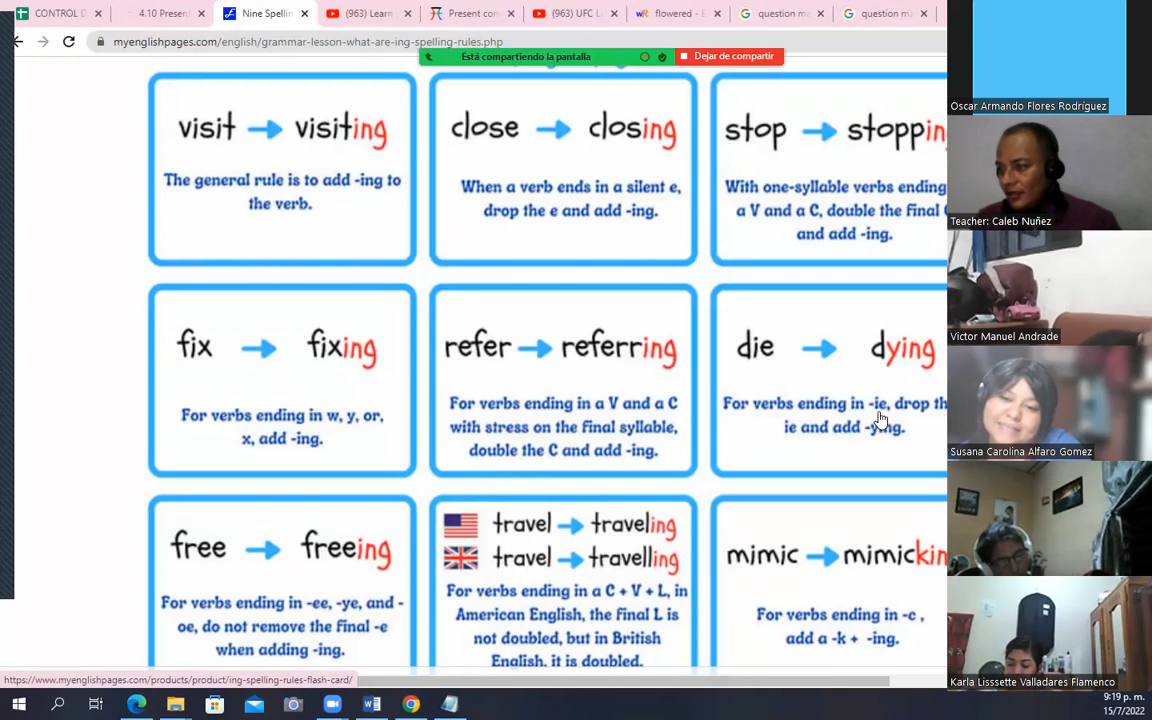 CONTROL D
4.10 Present
Nine Spellin
(963) Learn
Present con
(963) UFC L
flowered - E
question ma
question ma
myenglishpages.com/english/grammar-lesson-what-are-ing-spelling-rules.php
Está compartiendo la pantalla
Dejar de compartir
visit → visiting
The general rule is to add -ing to
the verb.
close → closing
When a verb ends in a silent e,
drop the e and add -ing.
stop → stoppin
With one-syllable verbs ending
a V and a C, double the final C
and add -ing.
fix → fixing
For verbs ending in w, y, or,
x, add -ing.
refer → referring
For verbs ending in a V and a C
with stress on the final syllable,
double the C and add -ing.
die → dying
For verbs ending in -ie, drop th
ie and add -ying.
free → freeing
For verbs ending in -ee, -ye, and -
oe, do not remove the final -e
when adding -ing.
travel → traveling
travel → travelling
For verbs ending in a C + V + L, in
American English, the final L is
not doubled, but in British
English, it is doubled.
mimic → mimickin
For verbs ending in -c ,
add a -k + -ing.
Oscar Armando Flores Rodríguez
Teacher: Caleb Nuñez
Victor Manuel Andrade
Susana Carolina Alfaro Gomez
Karla Lisssette Valladares Flamenco
https://www.myenglishpages.com/products/product/ing-spelling-rules-flash-card/
9:19 p. m.
15/7/2022